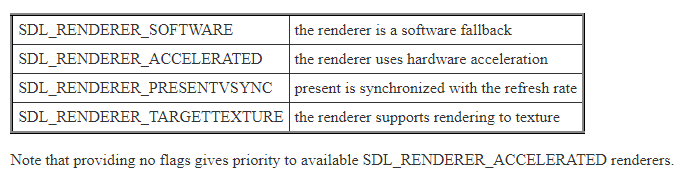 SDL_RENDERER_SOFTWARE the renderer is a software fallback
SDL_RENDERER_ACCELERATED the renderer uses hardware acceleration
SDL_RENDERER_PRESENTVSYNC present is synchronized with the refresh rate
SDL_RENDERER_TARGETTEXTURE the renderer supports rendering to texture
Note that providing no flags gives priority to available SDL_RENDERER_ACCELERATED renderers.